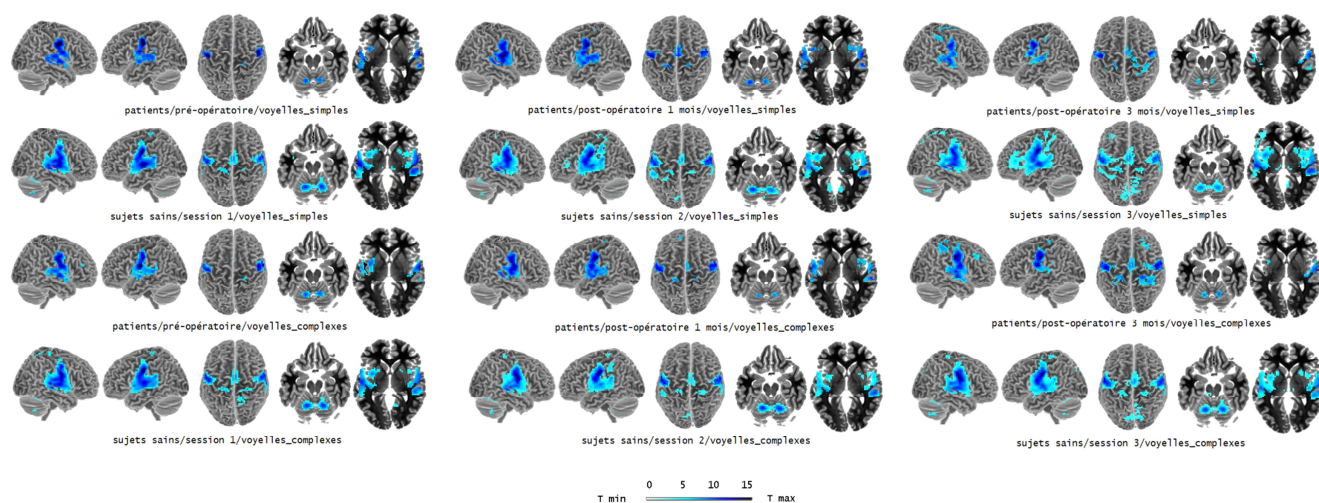 patients/pré-opératoire/voyelles_simples
patients/post-opératoire 1 mois/voyelles_simples
patients/post-opératoire 3 mois/voyelles_simples
sujets sains/session 1/voyelles_simples
sujets sains/session 2/voyelles_simples
sujets sains/session 3/voyelles_simples
patients/pré-opératoire/voyelles_complexes
patients/post-opératoire 1 mois/voyelles_complexes
patients/post-opératoire 3 mois/voyelles_complexes
sujets sains/session 1/voyelles_complexes
sujets sains/session 2/voyelles_complexes
sujets sains/session 3/voyelles_complexes
0 5 10 15
T min T max